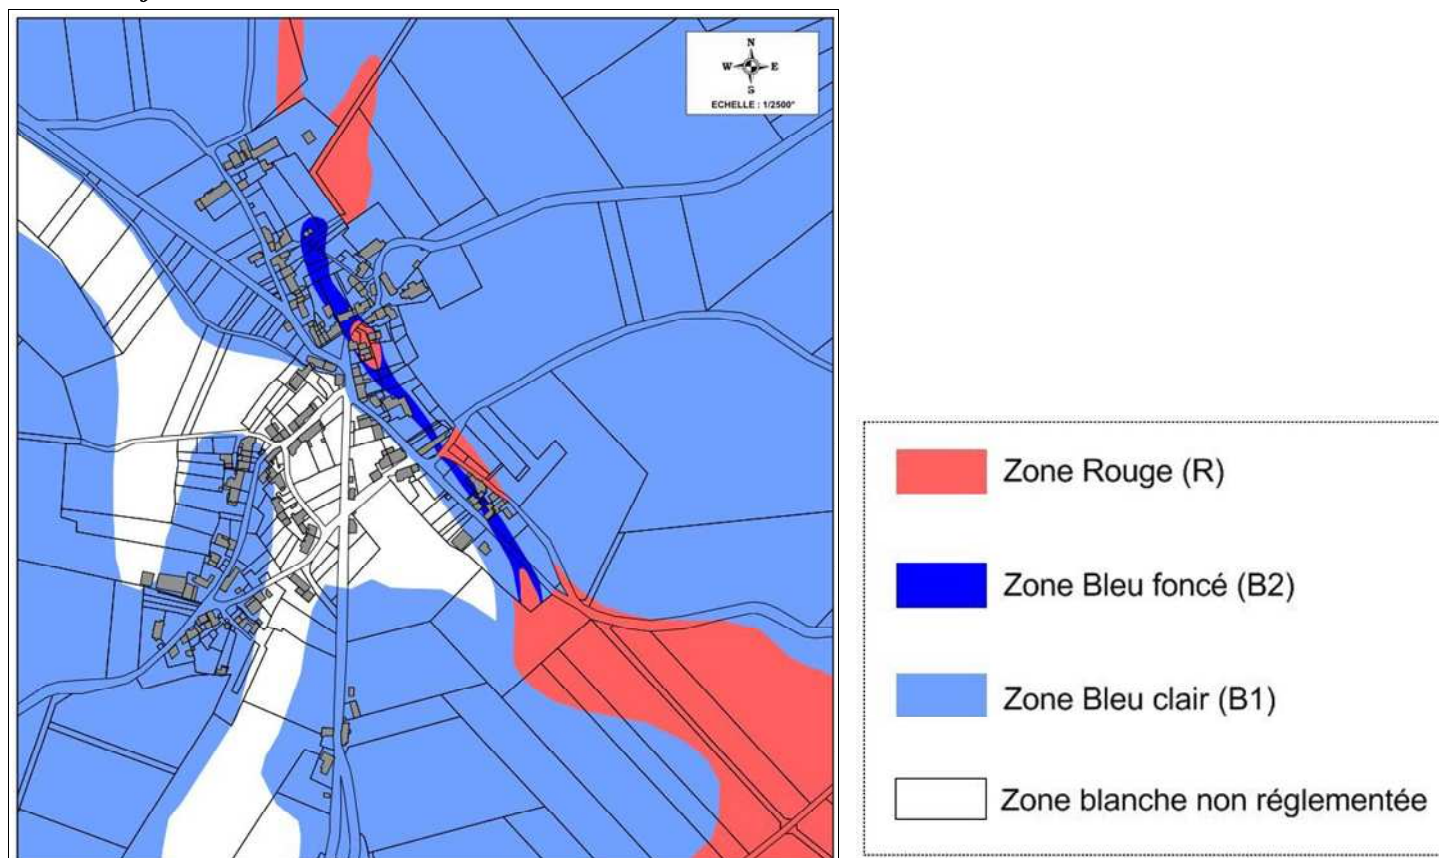 N
W E
S
ECHELLE : 1/2500°
Zone Rouge (R)
Zone Bleu foncé (B2)
Zone Bleu clair (B1)
Zone blanche non réglementée